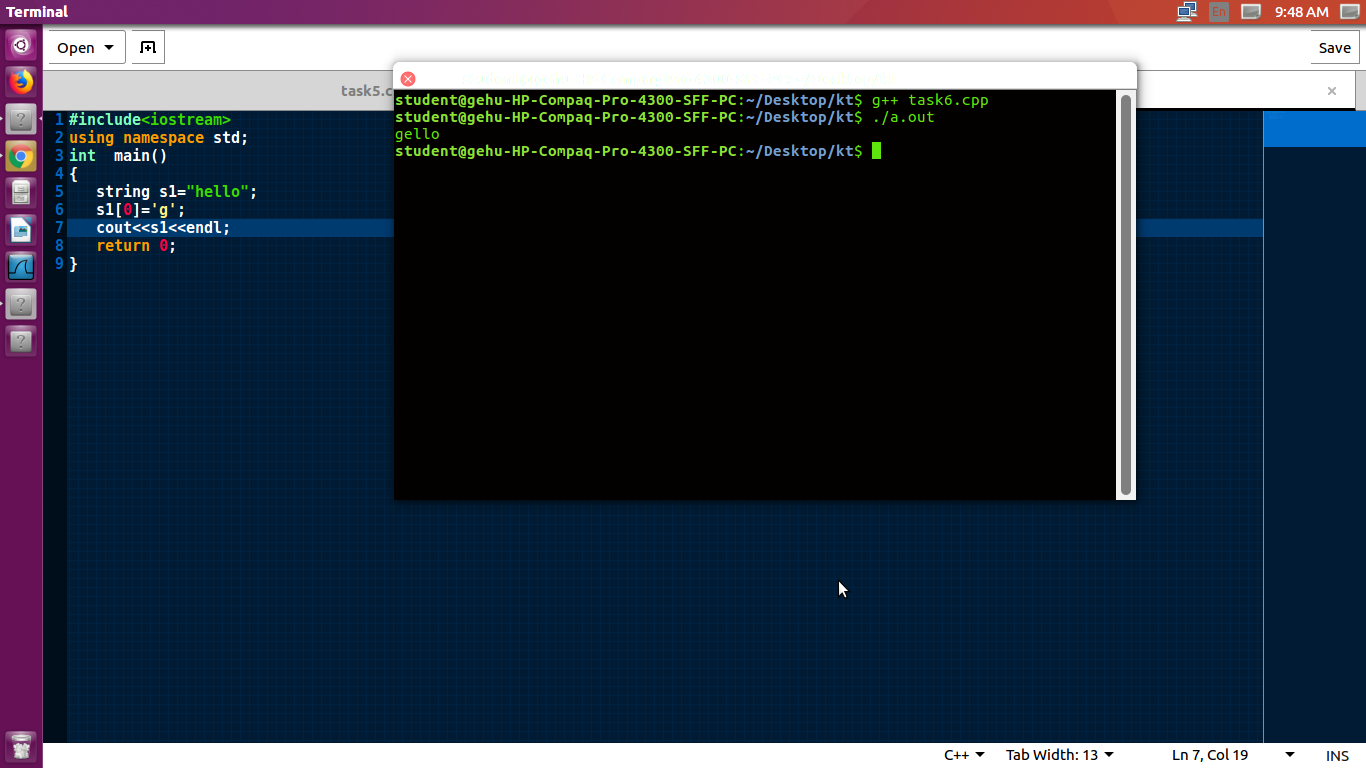 Terminal
En
9:48 AM
Open
Save
task5.c
1 #include<iostream>
2 using namespace std;
3 int  main()
4 {
5    string s1="hello";
6    s1[0]='g';
7    cout<<s1<<endl;
8    return 0;
9 }
student@gehu-HP-Compaq-Pro-4300-SFF-PC:~/Desktop/kt$ g++ task6.cpp
student@gehu-HP-Compaq-Pro-4300-SFF-PC:~/Desktop/kt$ ./a.out
gello
student@gehu-HP-Compaq-Pro-4300-SFF-PC:~/Desktop/kt$
C++
Tab Width: 13
Ln 7, Col 19
INS